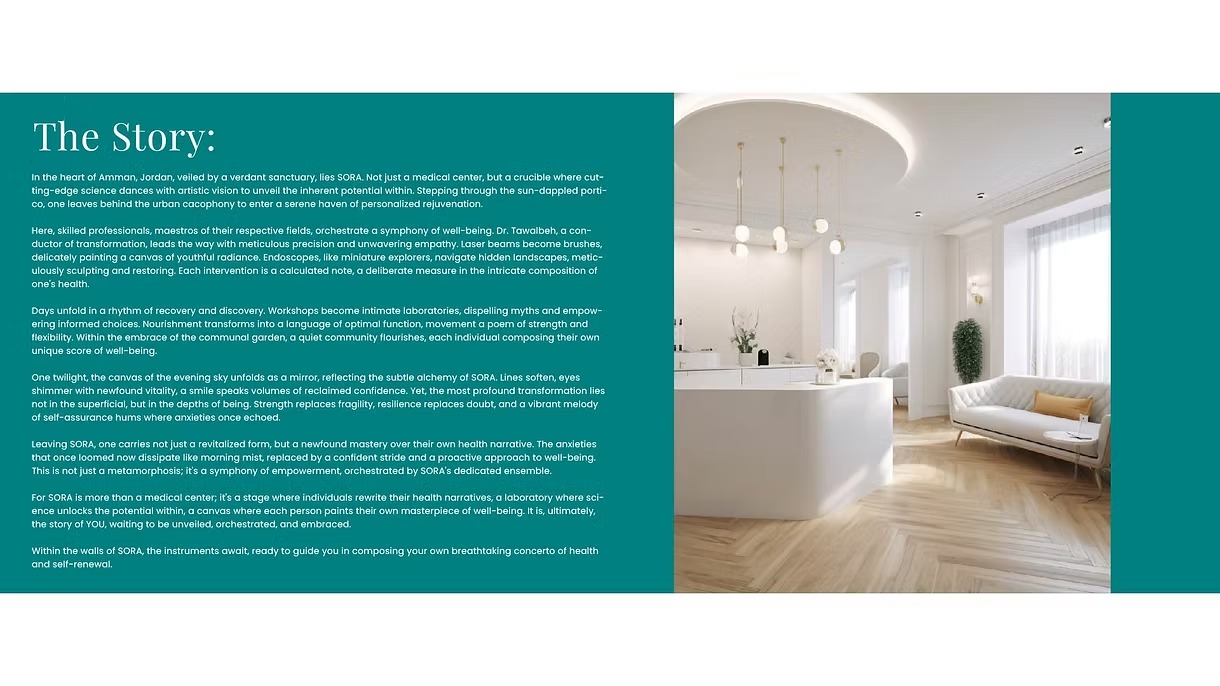 The Story:
In the heart of Amman, Jordan, veiled by a verdant sanctuary, lies SORA. Not just a medical center, but a crucible where cut-
ting-edge science dances with artistic vision to unveil the inherent potential within. Stepping through the sun-dappled porti-
co, one leaves behind the urban cacophony to enter a serene haven of personalized rejuvenation.
Here, skilled professionals, maestros of their respective fields, orchestrate a symphony of well-being. Dr. Tawalbeh, a con-
ductor of transformation, leads the way with meticulous precision and unwavering empathy. Laser beams become brushes,
delicately painting a canvas of youthful radiance. Endoscopes, like miniature explorers, navigate hidden landscapes, metic-
ulously sculpting and restoring. Each intervention is a calculated note, a deliberate measure in the intricate composition of
one's health.
Days unfold in a rhythm of recovery and discovery. Workshops become intimate laboratories, dispelling myths and empow-
ering informed choices. Nourishment transforms into a language of optimal function, movement a poem of strength and
flexibility. Within the embrace of the communal garden, a quiet community flourishes, each individual composing their own
unique score of well-being.
One twilight, the canvas of the evening sky unfolds as a mirror, reflecting the subtle alchemy of SORA. Lines soften, eyes
shimmer with newfound vitality, a smile speaks volumes of reclaimed confidence. Yet, the most profound transformation lies
not in the superficial, but in the depths of being. Strength replaces fragility, resilience replaces doubt, and a vibrant melody
of self-assurance hums where anxieties once echoed.
Leaving SORA, one carries not just a revitalized form, but a newfound mastery over their own health narrative. The anxieties
that once loomed now dissipate like morning mist, replaced by a confident stride and a proactive approach to well-being.
This is not just a metamorphosis; it's a symphony of empowerment, orchestrated by SORA's dedicated ensemble.
For SORA is more than a medical center; it's a stage where individuals rewrite their health narratives, a laboratory where sci-
ence unlocks the potential within, a canvas where each person paints their own masterpiece of well-being. It is, ultimately,
the story of YOU, waiting to be unveiled, orchestrated, and embraced.
Within the walls of SORA, the instruments await, ready to guide you in composing your own breathtaking concerto of health
and self-renewal.